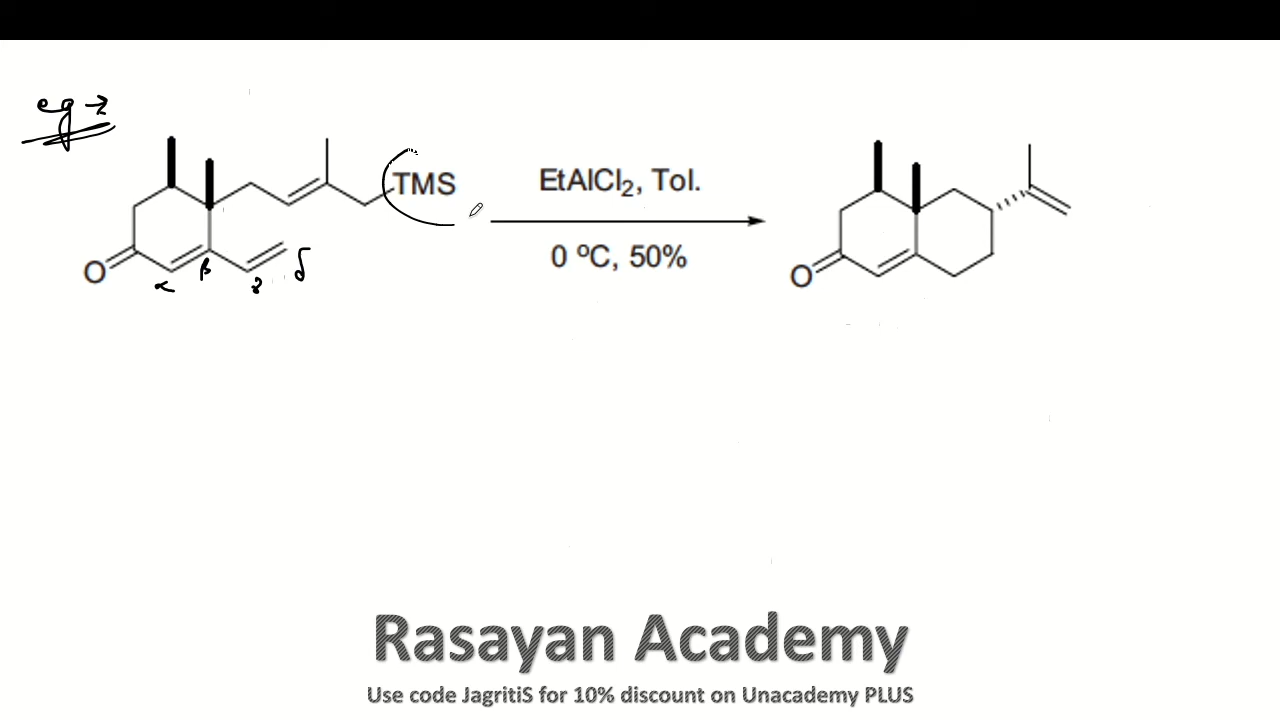 eg →
TMS
EtAlCl₂, Tol.
0 ºC, 50%
O
α β γ δ
O
Rasayan Academy
Use code JagritiS for 10% discount on Unacademy PLUS